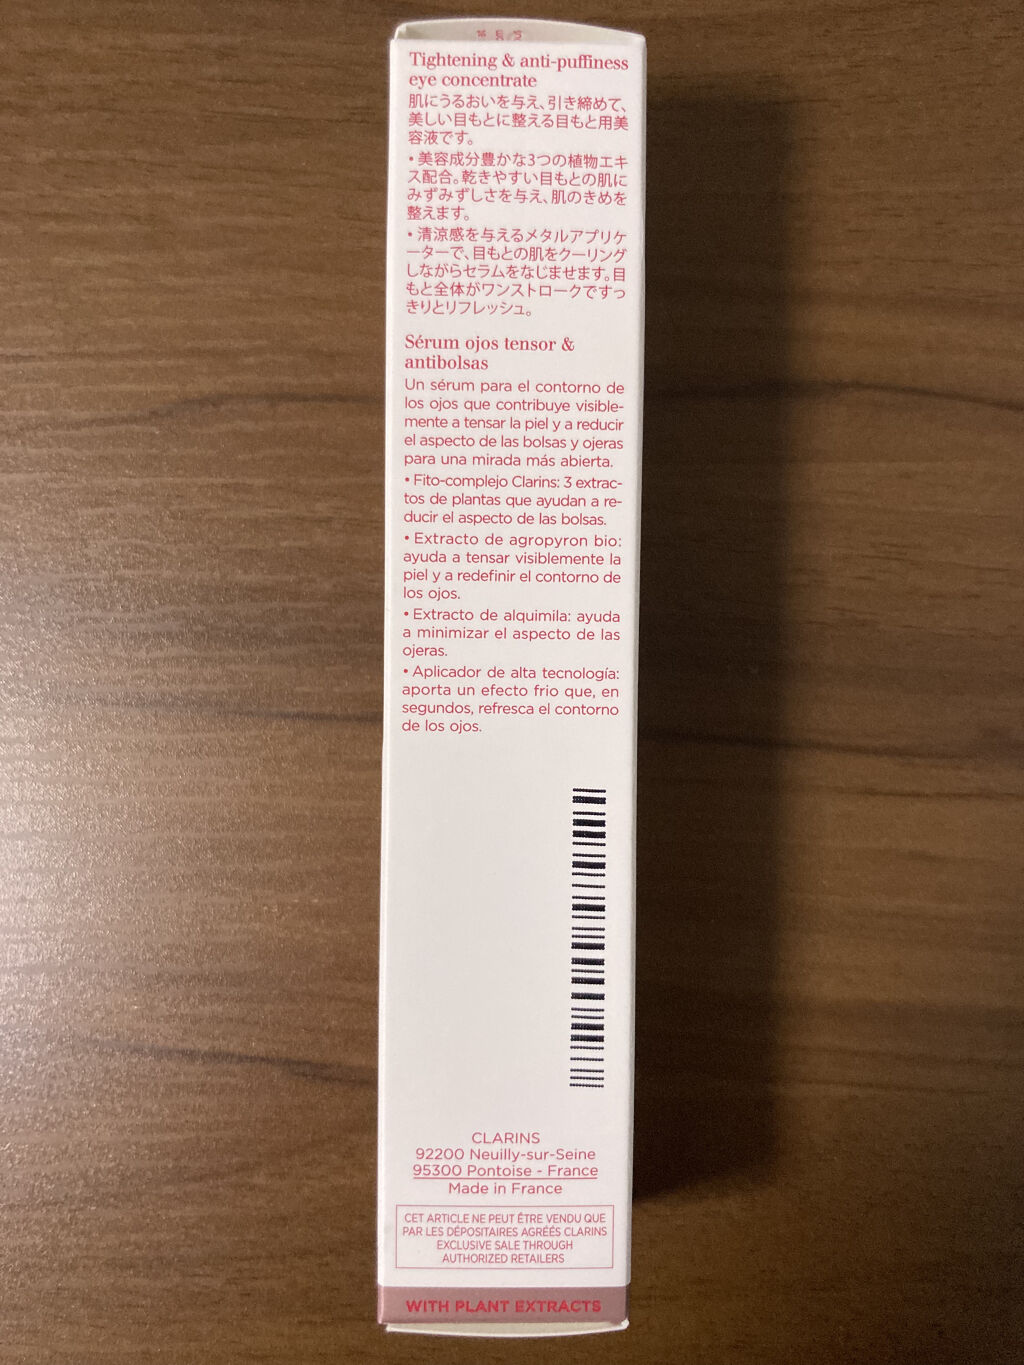 Tightening & anti-puffiness
eye concentrate
肌にうるおいを与え、引き締めて、
美しい目もとに整える目もと用美
容液です。
・美容成分豊かな3つの植物エキ
ス配合。乾きやすい目もとの肌に
みずみずしさを与え、肌のきめを
整えます。
・清涼感を与えるメタルアプリケ
ーターで、目もとの肌をクーリング
しながらセラムをなじませます。目
もと全体がワンストロークですっ
きりとリフレッシュ。
Sérum ojos tensor &
antibolsas
Un sérum para el contorno de
los ojos que contribuye visible-
mente a tensar la piel y a reducir
el aspecto de las bolsas y ojeras
para una mirada más abierta.
• Fito-complejo Clarins: 3 extrac-
tos de plantas que ayudan a re-
ducir el aspecto de las bolsas.
• Extracto de agropyron bio:
ayuda a tensar visiblemente la
piel y a redefinir el contorno de
los ojos.
• Extracto de alquimila: ayuda
a minimizar el aspecto de las
ojeras.
• Aplicador de alta tecnología:
aporta un efecto frio que, en
segundos, refresca el contorno
de los ojos.
CLARINS
92200 Neuilly-sur-Seine
95300 Pontoise - France
Made in France
CET ARTICLE NE PEUT ÊTRE VENDU QUE
PAR LES DÉPOSITAIRES AGRÉÉS CLARINS
EXCLUSIVE SALE THROUGH
AUTHORIZED RETAILERS
WITH PLANT EXTRACTS